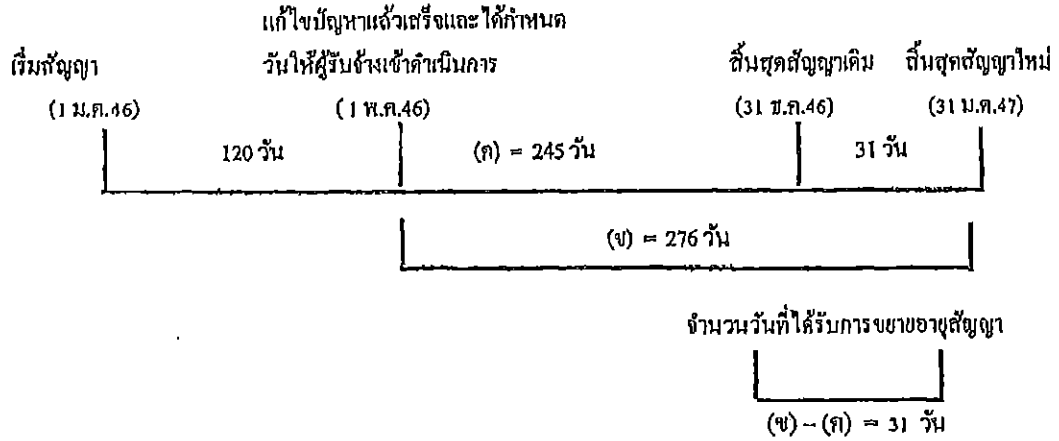 แก้ไขปัญหาแล้วเสร็จและได้กำหนด
เริ่มสัญญา วันให้ผู้รับจ้างเข้าดำเนินการ สิ้นสุดสัญญาเดิม สิ้นสุดสัญญาใหม่
(1 ม.ค.46) (1 พ.ค.46) (31 ธ.ค.46) (31 ม.ค.47)
120 วัน (ค) = 245 วัน 31 วัน
(ข) = 276 วัน
จำนวนวันที่ได้รับการขยายอายุสัญญา
(ข) – (ค) = 31 วัน